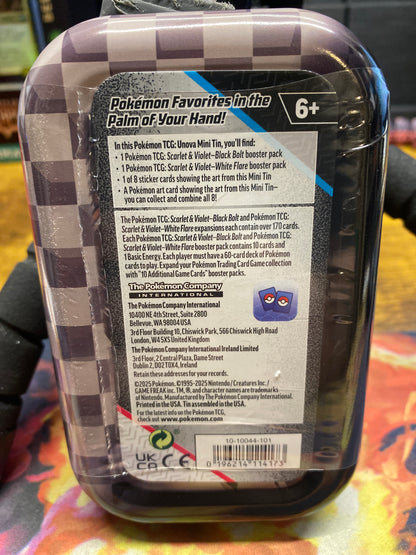 Pokémon Favorites in the
Palm of Your Hand!
6+
In this Pokémon TCG: Unova Mini Tin, you'll find:
• 1 Pokémon TCG: Scarlet & Violet–Black Bolt booster pack
• 1 Pokémon TCG: Scarlet & Violet–White Flare booster pack
• 1 of 8 sticker cards showing the art from this Mini Tin
• A Pokémon art card showing the art from this Mini Tin—
you can collect and combine all 8!
The Pokémon TCG: Scarlet & Violet–Black Bolt and Pokémon TCG:
Scarlet & Violet–White Flare expansions each contain over 170 cards.
Each Pokémon TCG: Scarlet & Violet–Black Bolt and Pokémon TCG:
Scarlet & Violet–White Flare booster pack contains 10 cards and
1 Basic Energy. Each player must have a 60-card deck of Pokémon
cards to play. Expand your Pokémon Trading Card Game collection
with "10 Additional Game Cards" booster packs.
The Pokémon Company
INTERNATIONAL
The Pokémon Company International
10400 NE 4th Street, Suite 2800
Bellevue, WA 98004 USA
3rd Floor Building 10, Chiswick Park, 566 Chiswick High Road
London, W4 5XS United Kingdom
The Pokémon Company International Ireland Limited
3rd Floor, 2 Central Plaza, Dame Street
Dublin 2, D02 T0X4, Ireland
Retain these addresses for your records.
©2025 Pokémon. ©1995–2025 Nintendo / Creatures Inc. /
GAME FREAK inc. TM, ®, and character names are trademarks
of Nintendo. Manufactured by The Pokémon Company International.
Printed in the USA. Tin assembled in the USA.
For the latest info on the Pokémon TCG,
check out www.pokemon.com
UK
CA CE
10-10044-101
0 196214 114173